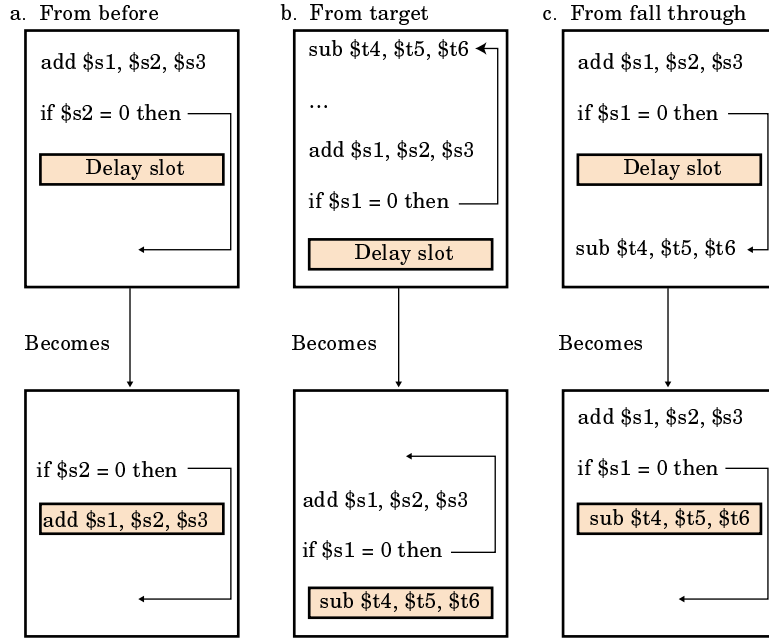 a. From before
add $s1, $s2, $s3
if $s2 = 0 then
Delay slot
Becomes
if $s2 = 0 then
add $s1, $s2, $s3
b. From target
sub $t4, $t5, $t6
...
add $s1, $s2, $s3
if $s1 = 0 then
Delay slot
Becomes
add $s1, $s2, $s3
if $s1 = 0 then
sub $t4, $t5, $t6
c. From fall through
add $s1, $s2, $s3
if $s1 = 0 then
Delay slot
sub $t4, $t5, $t6
Becomes
add $s1, $s2, $s3
if $s1 = 0 then
sub $t4, $t5, $t6